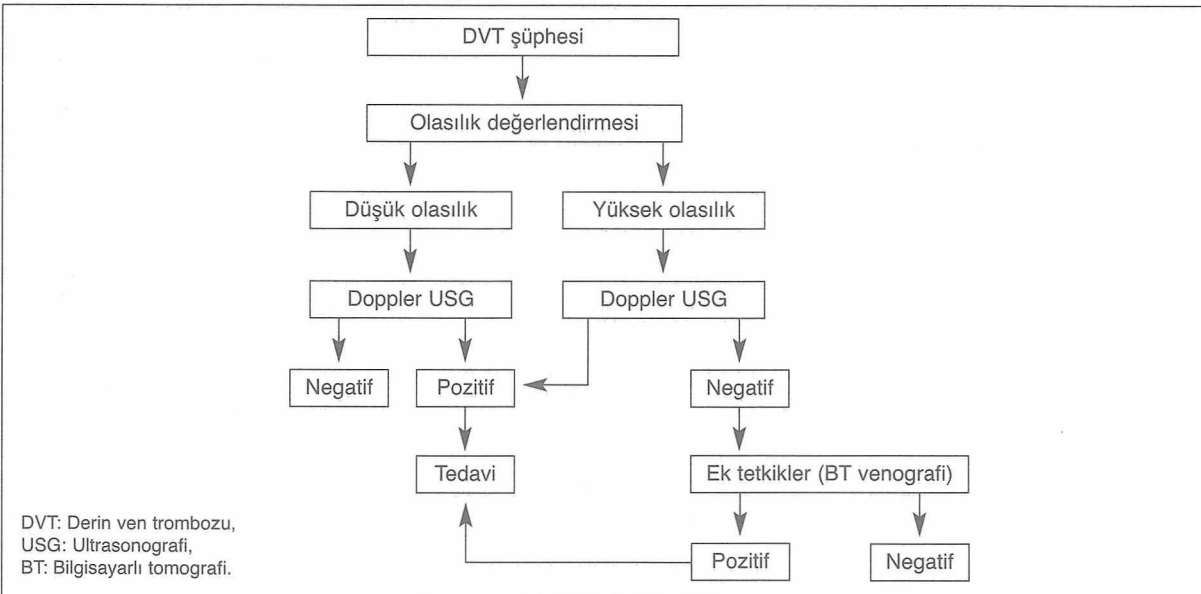 DVT şüphesi
Olasılık değerlendirmesi
Düşük olasılık
Yüksek olasılık
Doppler USG
Doppler USG
Negatif
Pozitif
Negatif
Tedavi
Ek tetkikler (BT venografi)
Pozitif
Negatif
DVT: Derin ven trombozu,
USG: Ultrasonografi,
BT: Bilgisayarlı tomografi.